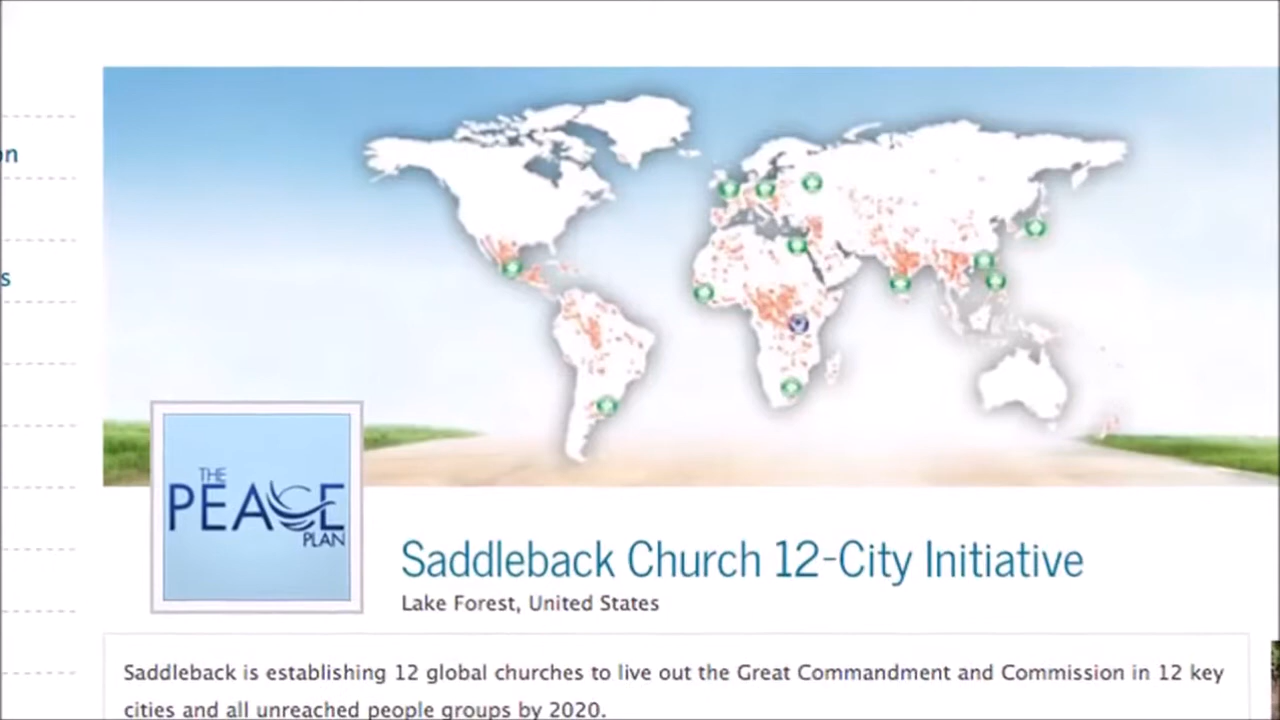 on
s
THE
PEACE
PLAN
Saddleback Church 12-City Initiative
Lake Forest, United States
Saddleback is establishing 12 global churches to live out the Great Commandment and Commission in 12 key
cities and all unreached people groups by 2020.